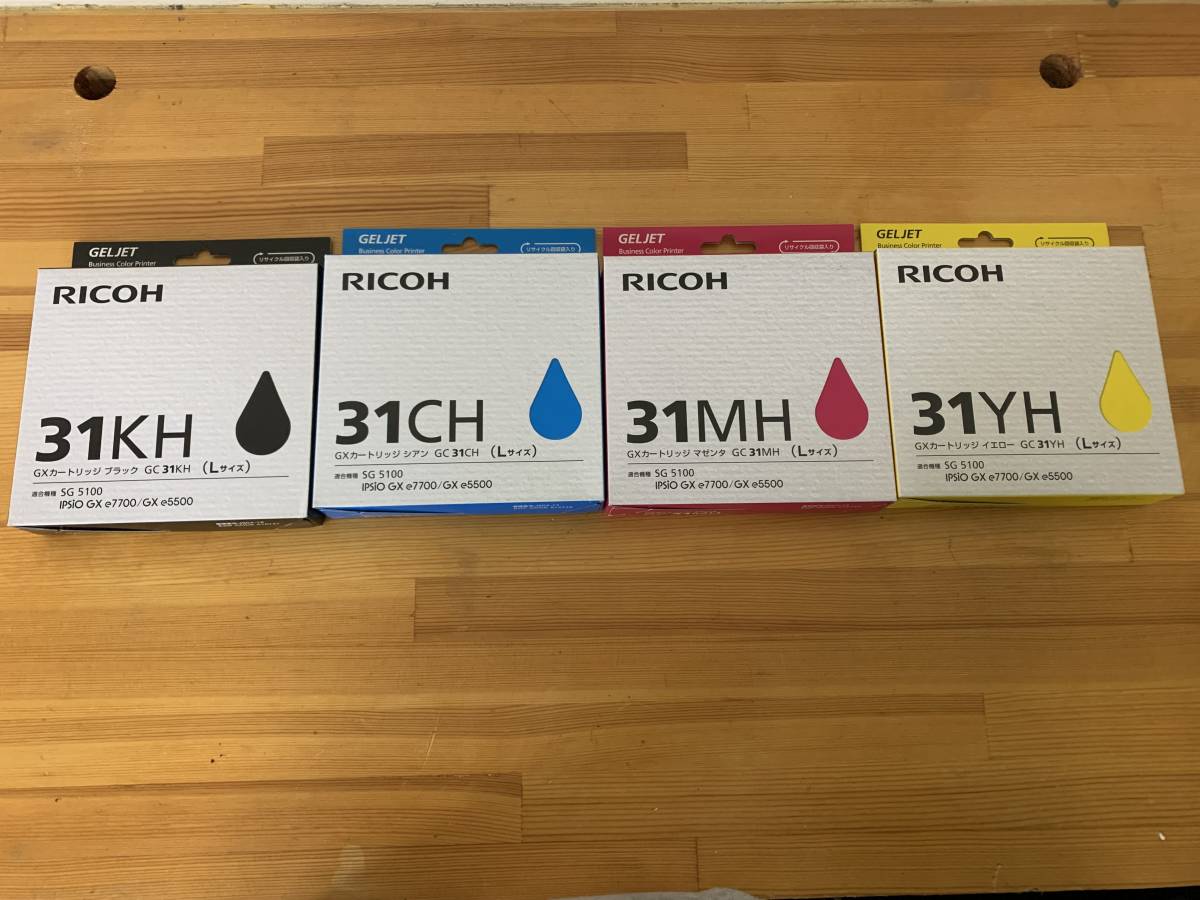 GELJET
Business Color Printer
リサイクル回収袋入り
RICOH
31KH
GXカートリッジ ブラック GC 31KH (Lサイズ)
適合機種 SG 5100
IPSiO GX e7700/GX e5500
GELJET
Business Color Printer
リサイクル回収袋入り
RICOH
31CH
GXカートリッジ シアン GC 31CH (Lサイズ)
適合機種 SG 5100
IPSiO GX e7700/GX e5500
GELJET
Business Color Printer
リサイクル回収袋入り
RICOH
31MH
GXカートリッジ マゼンタ GC 31MH (Lサイズ)
適合機種 SG 5100
IPSiO GX e7700/GX e5500
GELJET
Business Color Printer
リサイクル回収袋入り
RICOH
31YH
GXカートリッジ イエロー GC 31YH (Lサイズ)
適合機種 SG 5100
IPSiO GX e7700/GX e5500